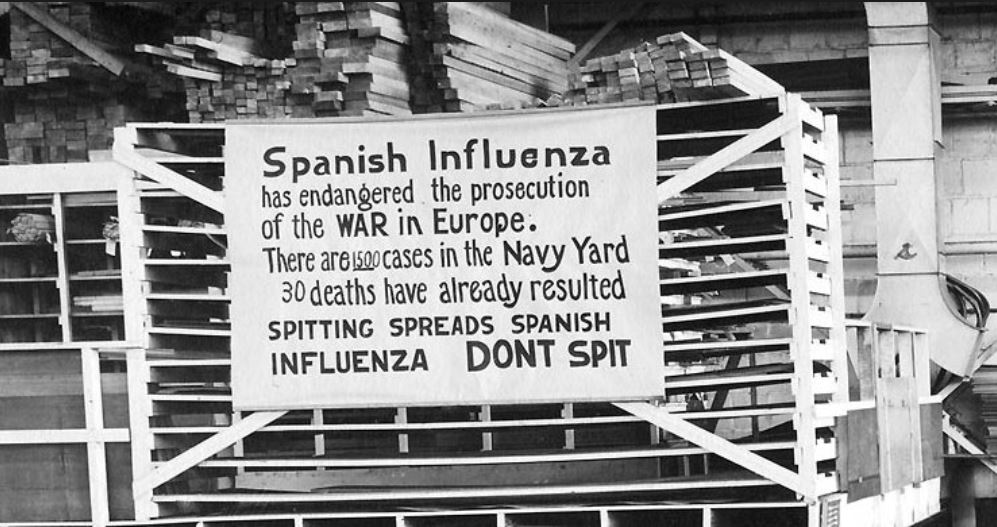 Spanish Influenza
has endangered the prosecution
of the WAR in Europe.
There are 1500 cases in the Navy Yard
30 deaths have already resulted
SPITTING SPREADS SPANISH
INFLUENZA DONT SPIT